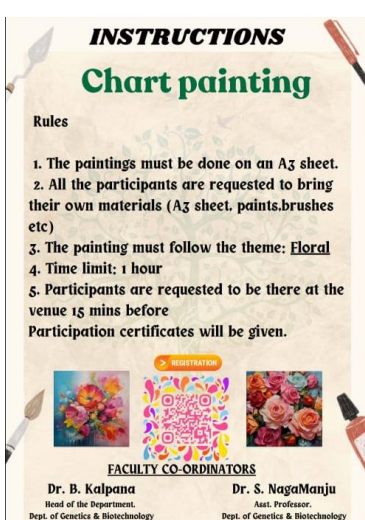 INSTRUCTIONS
Chart painting
Rules
1. The paintings must be done on an A3 sheet.
2. All the participants are requested to bring
their own materials (A3 sheet, paints,brushes
etc)
3. The painting must follow the theme: Floral
4. Time limit: 1 hour
5. Participants are requested to be there at the
venue 15 mins before
Participation certificates will be given.
> REGISTRATION
FACULTY CO-ORDINATORS
Dr. B. Kalpana
Head of the Department.
Dept. of Genetics & Biotechnology
Dr. S. NagaManju
Asst. Professor.
Dept. of Genetics & Biotechnology